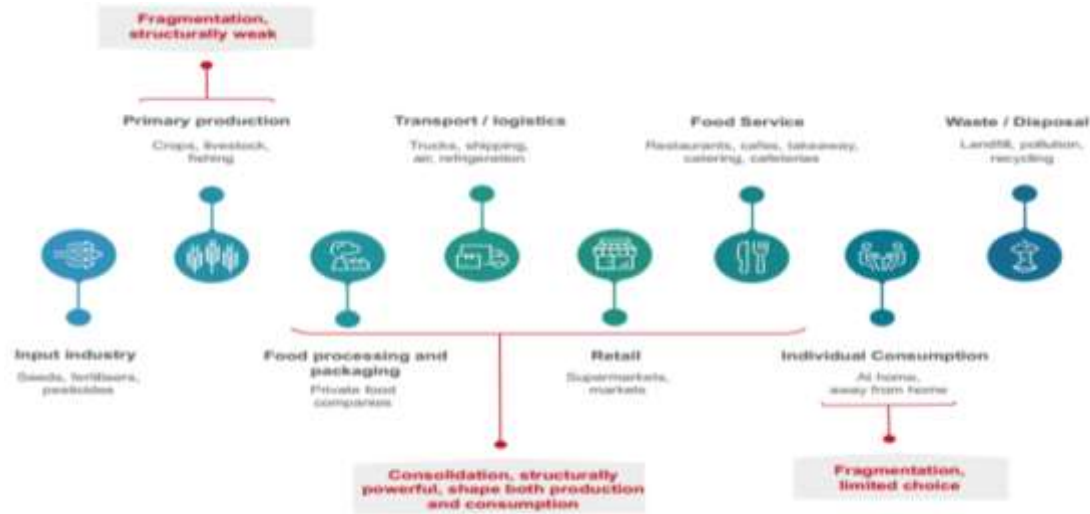 Fragmentation,
structurally weak
Primary production
Crops, livestock,
fishing
Transport / logistics
Trucks, shipping,
air, refrigeration
Food Service
Restaurants, cafes, takeaway,
catering, cafeterias
Waste / Disposal
Landfill, pollution,
recycling
Input industry
Seeds, fertilisers,
pesticides
Food processing and
packaging
Private food
companies
Retail
Supermarkets,
markets
Individual Consumption
At home,
away from home
Consolidation, structurally
powerful, shape both production
and consumption
Fragmentation,
limited choice